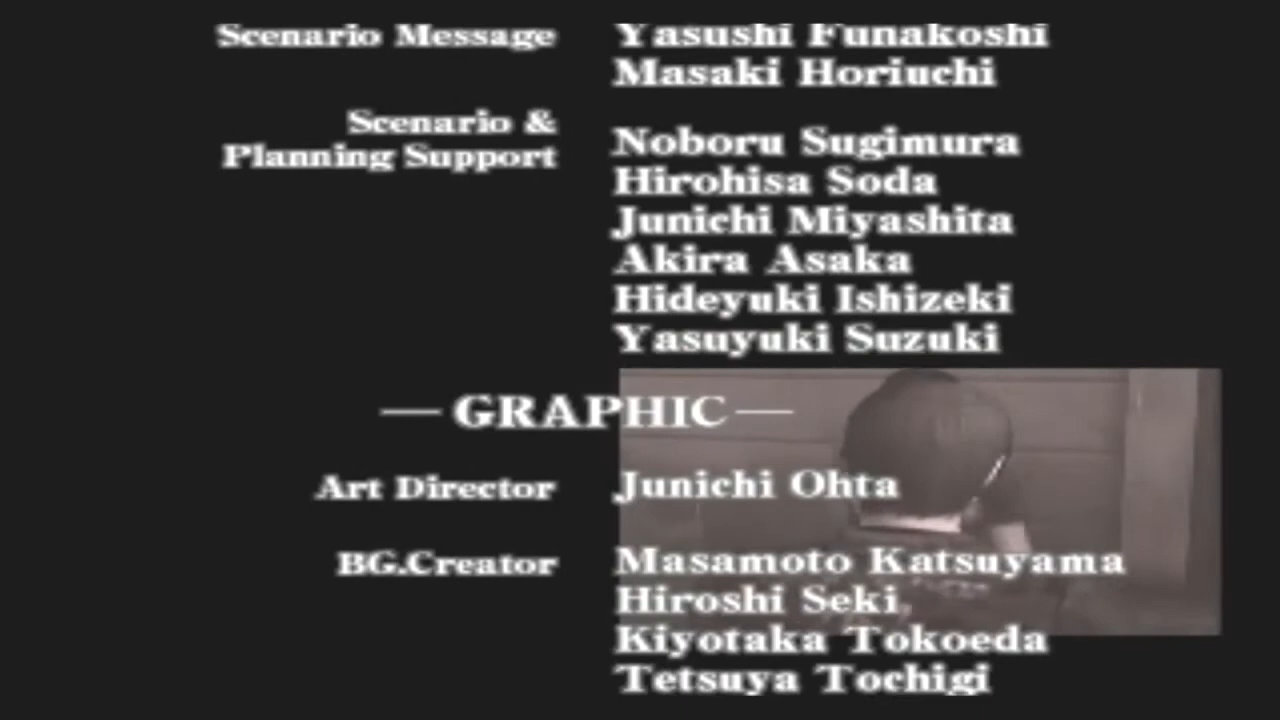 Scenario Message Yasushi Funakoshi
Masaki Horiuchi
Scenario &
Planning Support
Noboru Sugimura
Hirohisa Soda
Junichi Miyashita
Akira Asaka
Hideyuki Ishizeki
Yasuyuki Suzuki
— GRAPHIC —
Art Director Junichi Ohta
BG.Creator Masamoto Katsuyama
Hiroshi Seki
Kiyotaka Tokoeda
Tetsuya Tochigi